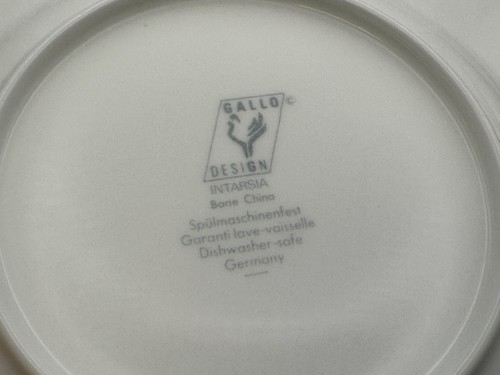 GALLO ©
DESIGN
INTARSIA
Bone China
Spülmaschinenfest
Garanti lave-vaisselle
Dishwasher-safe
Germany